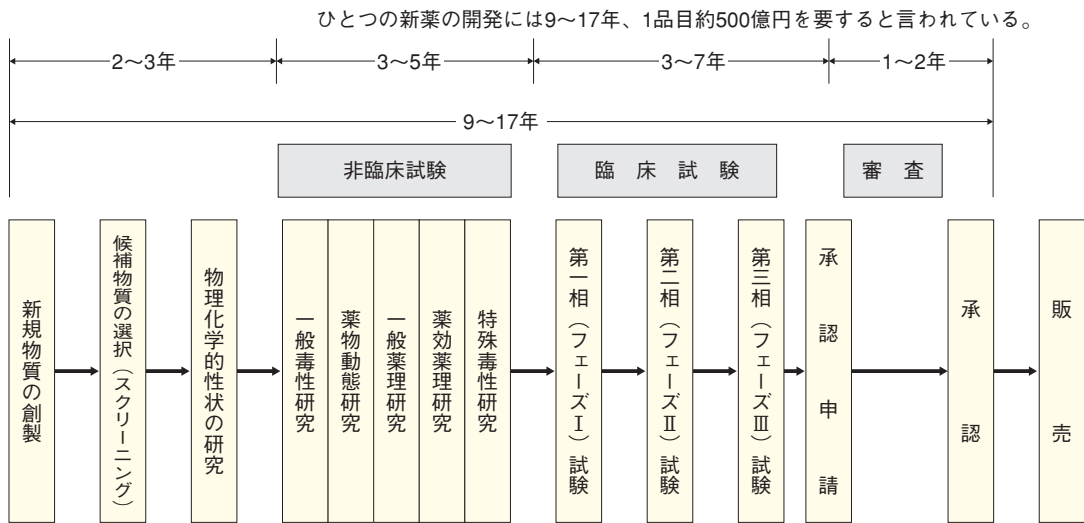 ひとつの新薬の開発には9〜17年、1品目約500億円を要すると言われている。
2〜3年
3〜5年
3〜7年
1〜2年
9〜17年
非臨床試験
臨床試験
審査
新規物質の創製
候補物質の選択（スクリーニング）
物理化学的性状の研究
一般毒性研究
薬物動態研究
一般薬理研究
薬効薬理研究
特殊毒性研究
第一相（フェーズⅠ）試験
第二相（フェーズⅡ）試験
第三相（フェーズⅢ）試験
承認申請
承認
販売